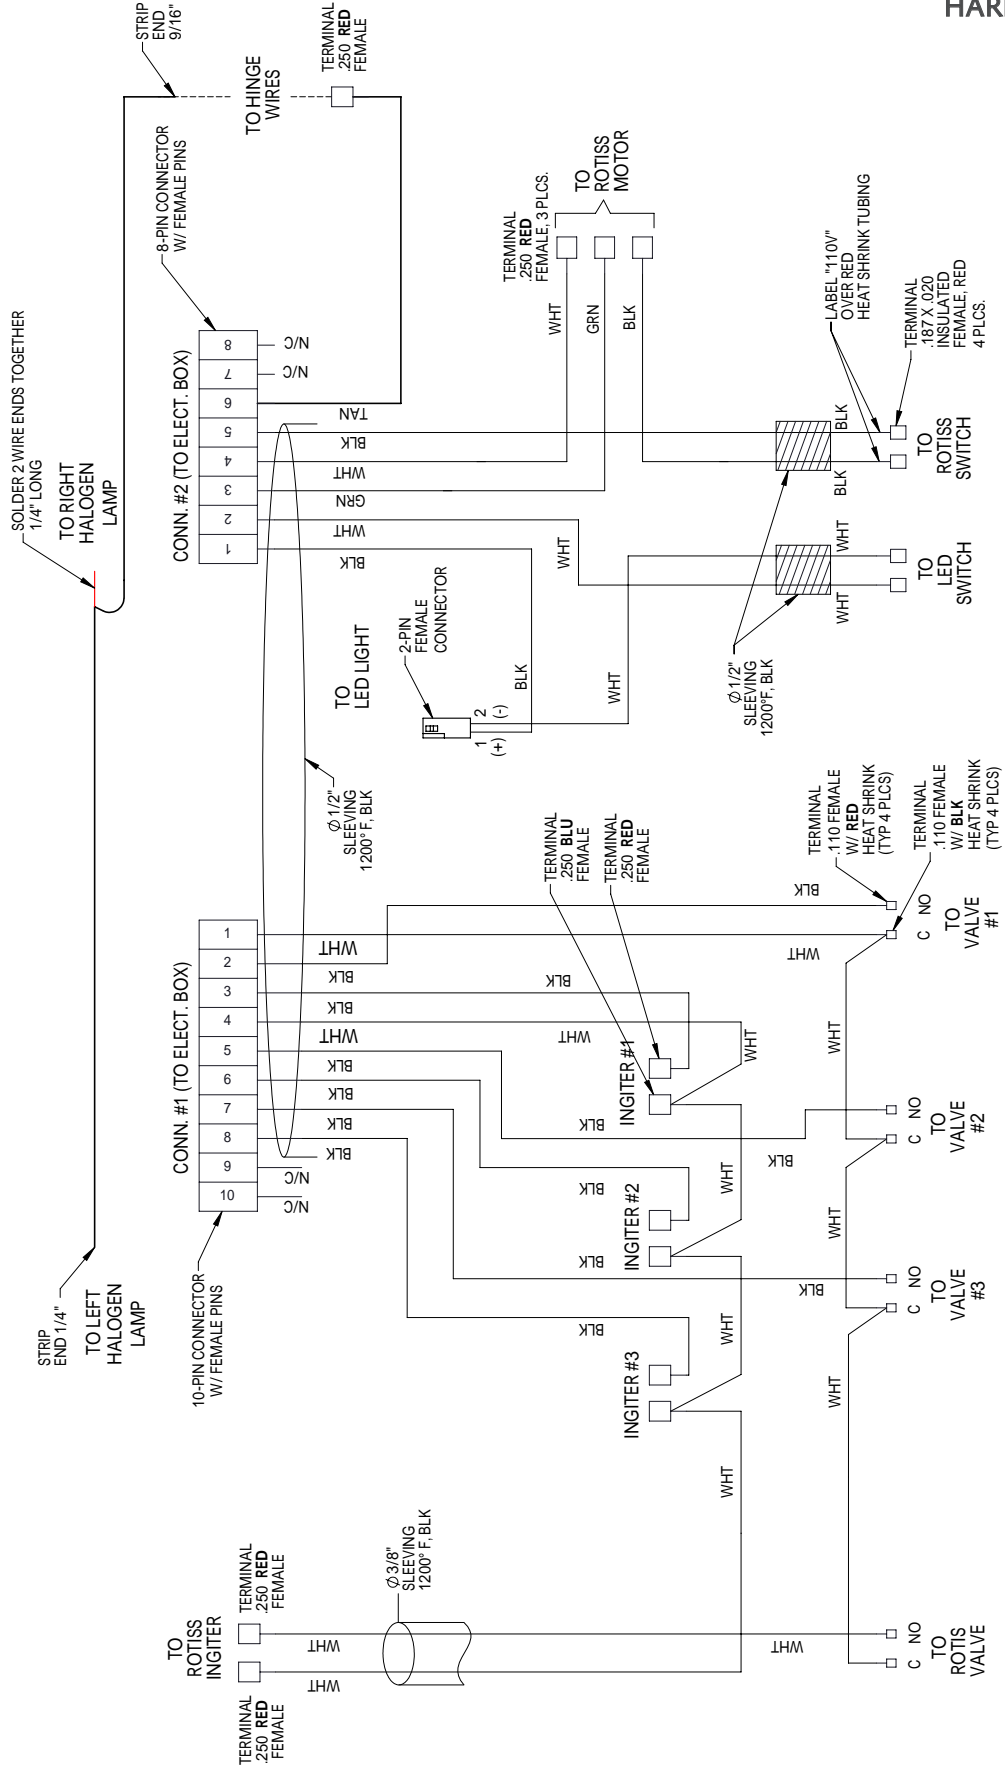 HARI
STRIP
END
9/16"
TERMINAL
.250 RED
FEMALE
TO HINGE
WIRES
8-PIN CONNECTOR
W/ FEMALE PINS
SOLDER 2 WIRE ENDS TOGETHER
1/4" LONG
TO RIGHT
HALOGEN
LAMP
CONN. #2 (TO ELECT. BOX)
8
7
6
5
4
3
2
1
N/C
N/C
TAN
BLK
WHT
GRN
WHT
BLK
TERMINAL
.250 RED
FEMALE, 3 PLCS.
TO
ROTISS
MOTOR
WHT
GRN
BLK
LABEL "110V"
OVER RED
HEAT SHRINK TUBING
TERMINAL
.187 X .020
INSULATED
FEMALE, RED
4 PLCS.
BLK
BLK
TO
ROTISS
SWITCH
WHT
WHT
WHT
TO
LED
SWITCH
Ø 1/2"
SLEEVING
1200°F, BLK
TO
LED LIGHT
2-PIN
FEMALE
CONNECTOR
1
(+)
2
(-)
BLK
WHT
Ø 1/2"
SLEEVING
1200° F, BLK
STRIP
END 1/4"
TO LEFT
HALOGEN
LAMP
CONN. #1 (TO ELECT. BOX)
1
2
3
4
5
6
7
8
9
10
WHT
BLK
BLK
WHT
BLK
BLK
BLK
BLK
N/C
N/C
10-PIN CONNECTOR
W/ FEMALE PINS
TERMINAL
.250 BLU
FEMALE
TERMINAL
.250 RED
FEMALE
TERMINAL
.110 FEMALE
W/ RED
HEAT SHRINK
(TYP 4 PLCS)
TERMINAL
.110 FEMALE
W/ BLK
HEAT SHRINK
(TYP 4 PLCS)
BLK
WHT
BLK
WHT
WHT
INGITER #1
BLK
BLK
INGITER #2
BLK
WHT
BLK
BLK
INGITER #3
BLK
WHT
WHT
C NO
TO
VALVE
#1
WHT
C NO
TO
VALVE
#2
WHT
C NO
TO
VALVE
#3
WHT
TO
ROTISS
INGITER
TERMINAL
.250 RED
FEMALE
TERMINAL
.250 RED
FEMALE
WHT
WHT
Ø 3/8"
SLEEVING
1200° F, BLK
WHT
C NO
TO
ROTIS
VALVE